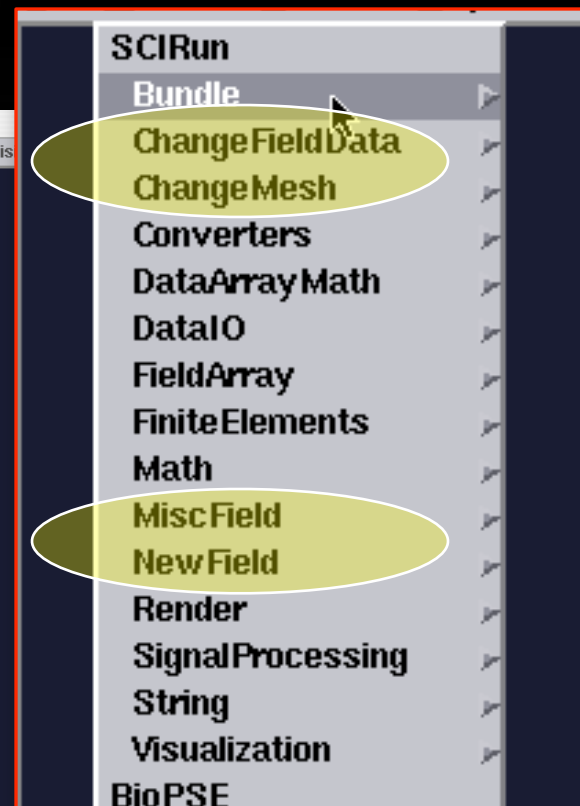 SCIRun
Bundle
ChangeFieldData
ChangeMesh
Converters
DataArrayMath
DataIO
FieldArray
FiniteElements
Math
MiscField
NewField
Render
SignalProcessing
String
Visualization
BioPSE